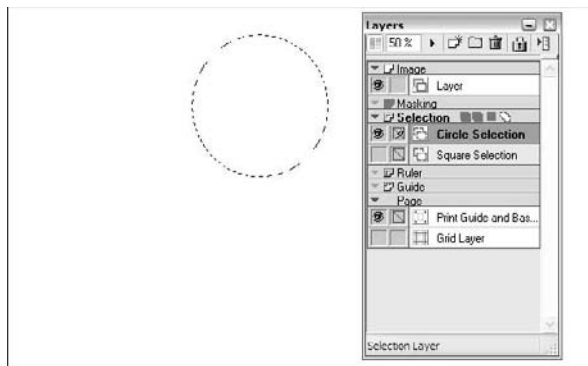 Layers
50 %
Image
Layer
Masking
Selection
Circle Selection
Square Selection
Ruler
Guide
Page
Print Guide and Bas...
Grid Layer
Selection Layer